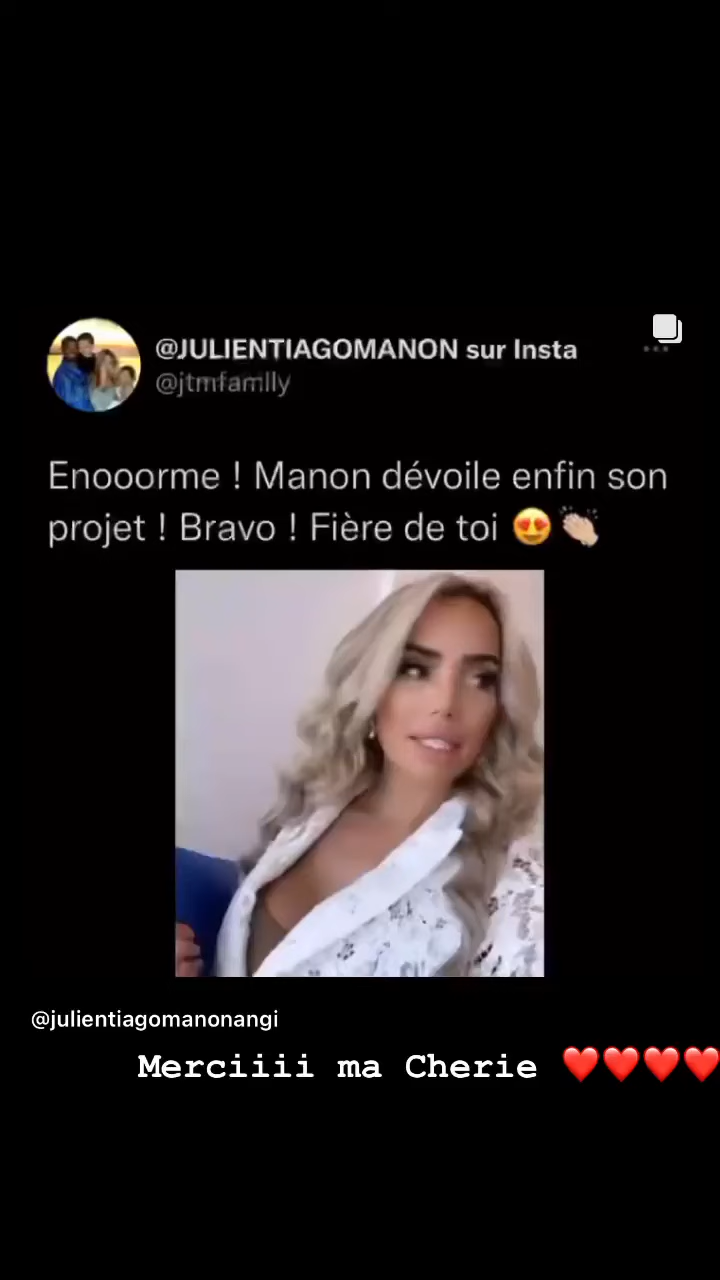 @JULIENTIAGOMANON sur Insta
@jtmfamlly
Enooorme ! Manon dévoile enfin son
projet ! Bravo ! Fière de toi 😍👏🏻
@julientiagomanonangi
Merciiii ma Cherie ❤️❤️❤️❤️